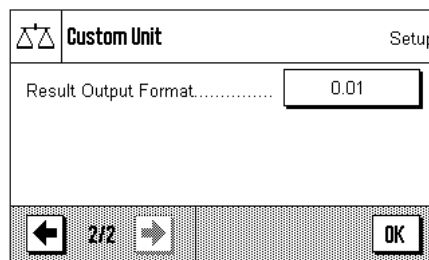 Custom Unit Setup
Result Output Format............... 0.01
2/2 OK